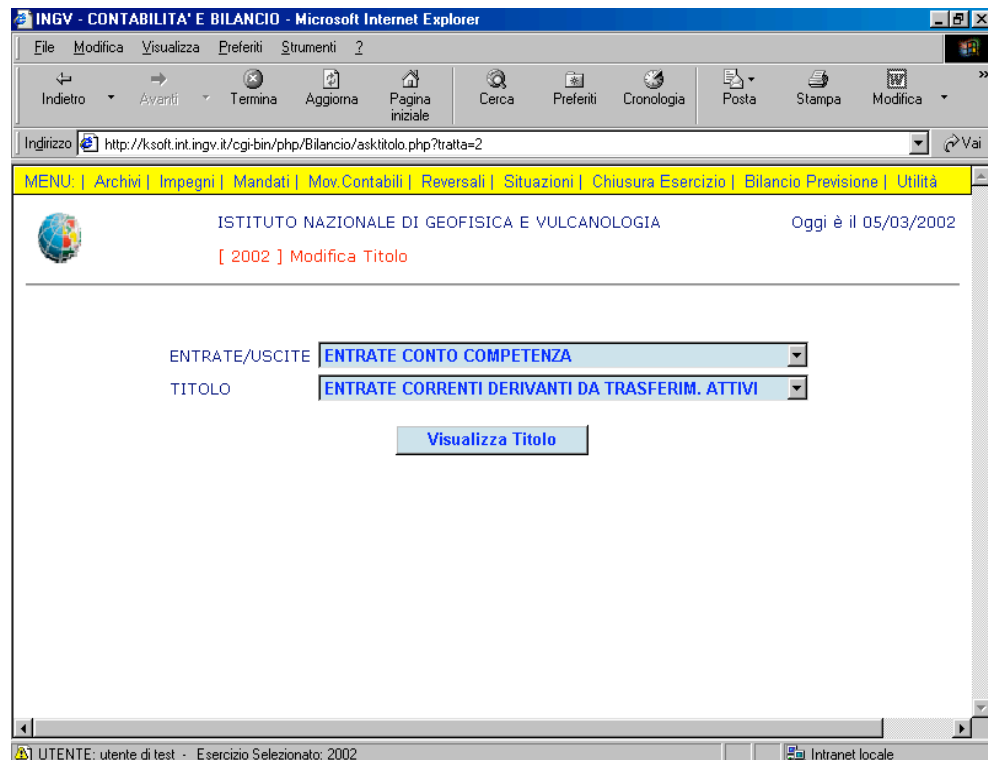 INGV - CONTABILITA' E BILANCIO - Microsoft Internet Explorer
File Modifica Visualizza Preferiti Strumenti ?
Indietro Avanti Termina Aggiorna Pagina iniziale Cerca Preferiti Cronologia Posta Stampa Modifica »
Indirizzo http://ksoft.int.ingv.it/cgi-bin/php/Bilancio/asktitolo.php?tratta=2 Vai
MENU: | Archivi | Impegni | Mandati | Mov.Contabili | Reversali | Situazioni | Chiusura Esercizio | Bilancio Previsione | Utilità
ISTITUTO NAZIONALE DI GEOFISICA E VULCANOLOGIA Oggi è il 05/03/2002
[ 2002 ] Modifica Titolo
ENTRATE/USCITE ENTRATE CONTO COMPETENZA
TITOLO ENTRATE CORRENTI DERIVANTI DA TRASFERIM. ATTIVI
Visualizza Titolo
UTENTE: utente di test - Esercizio Selezionato: 2002 Intranet locale